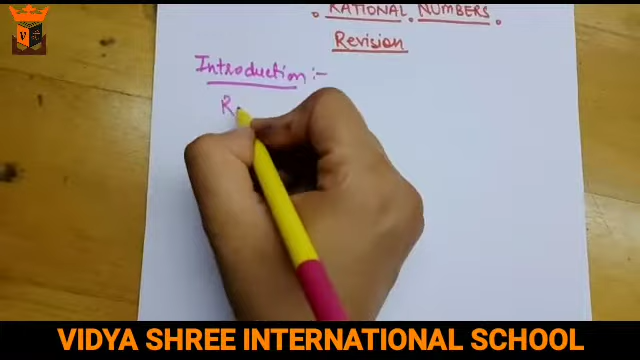 . RATIONAL NUMBERS .
Revision
Introduction :-
R
VIDYA SHREE INTERNATIONAL SCHOOL